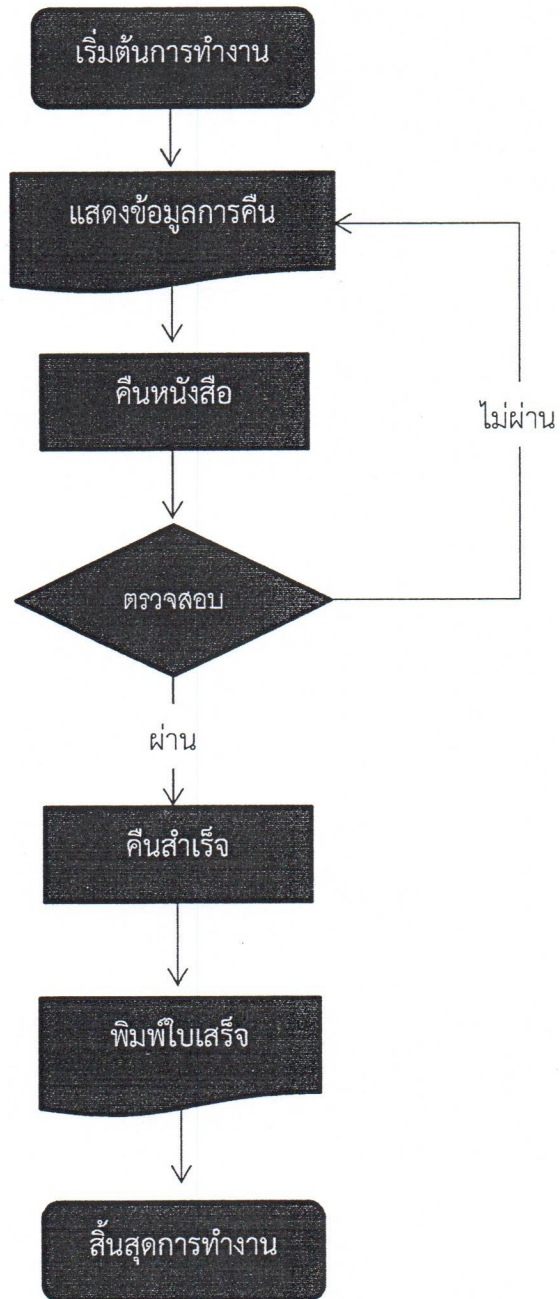 เริ่มต้นการทำงาน
แสดงข้อมูลการคืน
คืนหนังสือ
ไม่ผ่าน
ตรวจสอบ
ผ่าน
คืนสำเร็จ
พิมพ์ใบเสร็จ
สิ้นสุดการทำงาน